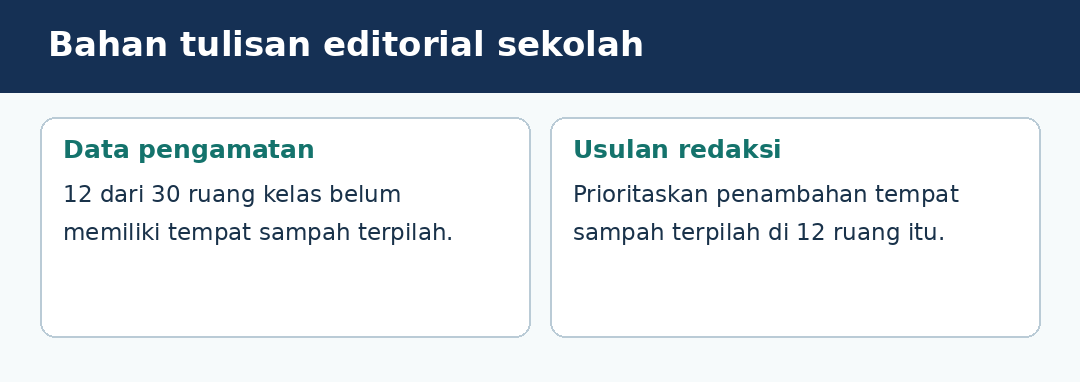 Bahan tulisan editorial sekolah
Data pengamatan
12 dari 30 ruang kelas belum
memiliki tempat sampah terpilah.
Usulan redaksi
Prioritaskan penambahan tempat
sampah terpilah di 12 ruang itu.